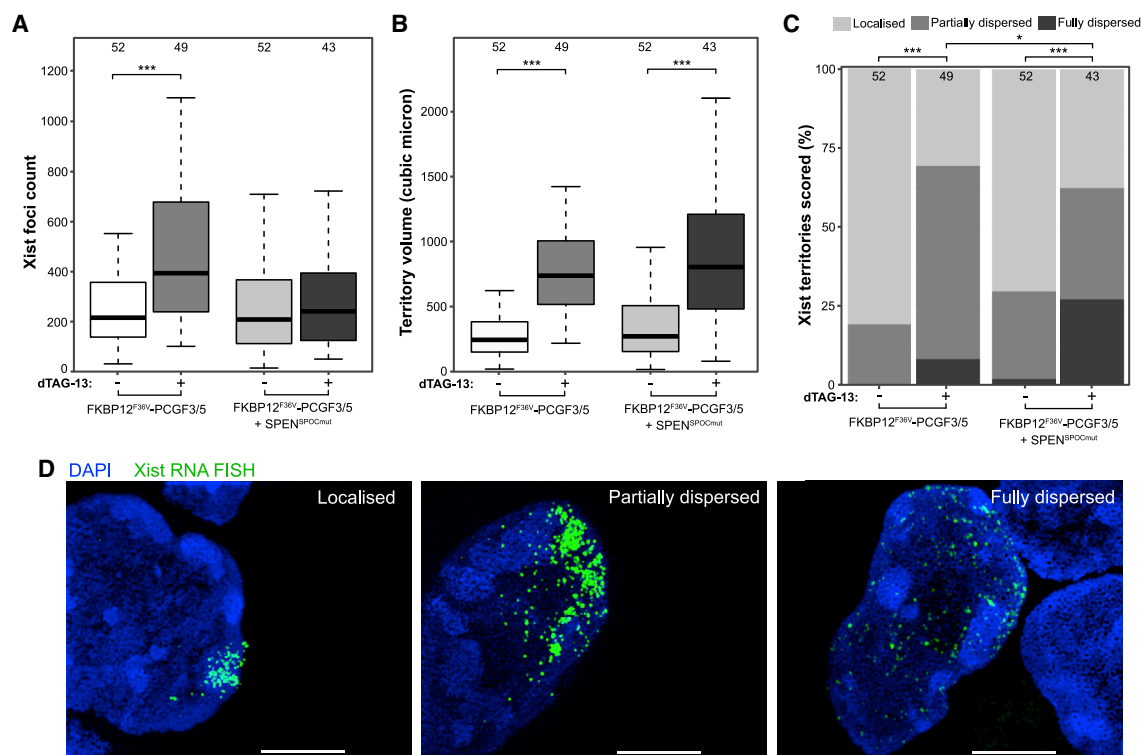 A
52 49 52 43
***
Xist foci count
1200
1000
800
600
400
200
0
dTAG-13: - + - +
FKBP12F36V-PCGF3/5
FKBP12F36V-PCGF3/5
+ SPENSPOCmut
B
52 49 52 43
*** ***
Territory volume (cubic micron)
2000
1500
1000
500
0
dTAG-13: - + - +
FKBP12F36V-PCGF3/5
FKBP12F36V-PCGF3/5
+ SPENSPOCmut
C
Localised Partially dispersed Fully dispersed
*
*** ***
52 49 52 43
Xist territories scored (%)
100
75
50
25
0
dTAG-13: - + - +
FKBP12F36V-PCGF3/5
FKBP12F36V-PCGF3/5
+ SPENSPOCmut
D
DAPI Xist RNA FISH
Localised
Partially dispersed
Fully dispersed